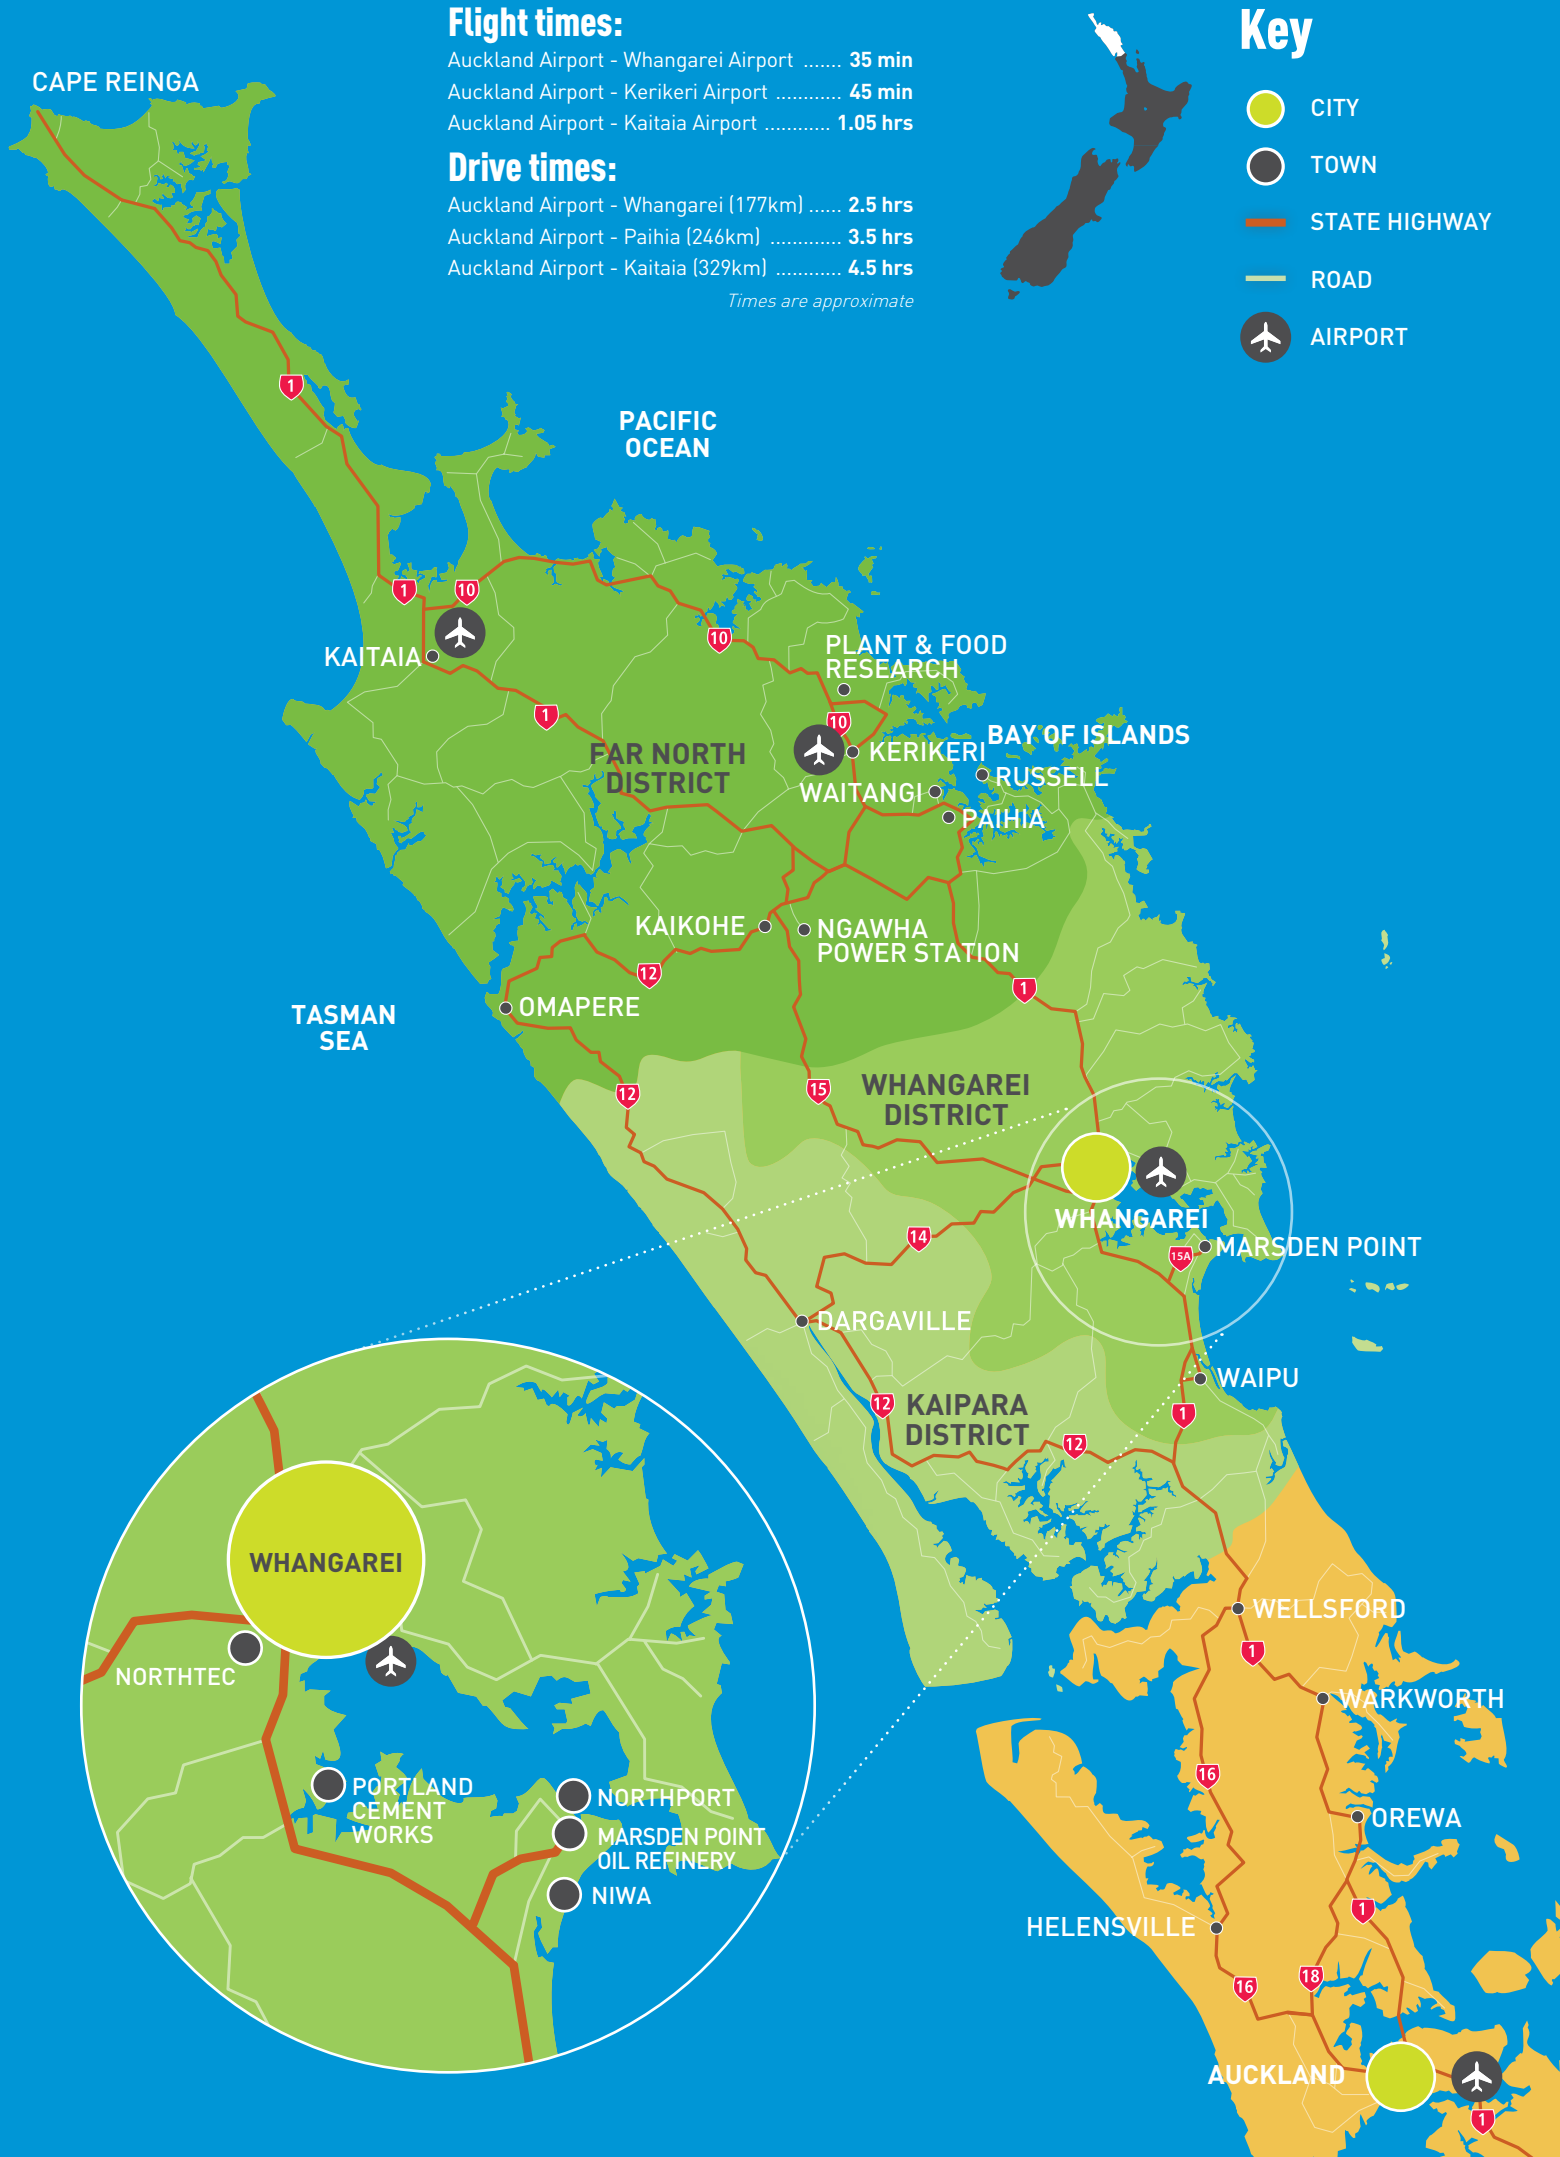 Flight times:
Auckland Airport - Whangarei Airport ....... 35 min
Auckland Airport - Kerikeri Airport ............ 45 min
Auckland Airport - Kaitaia Airport ............ 1.05 hrs
Drive times:
Auckland Airport - Whangarei (177km) ...... 2.5 hrs
Auckland Airport - Paihia (246km) ............. 3.5 hrs
Auckland Airport - Kaitaia (329km) ............ 4.5 hrs
Times are approximate
Key
CITY
TOWN
STATE HIGHWAY
ROAD
AIRPORT
CAPE REINGA
1
PACIFIC
OCEAN
1
10
10
KAITAIA
PLANT & FOOD
RESEARCH
1
10
BAY OF ISLANDS
FAR NORTH
DISTRICT
KERIKERI
RUSSELL
WAITANGI
PAIHIA
KAIKOHE
NGAWHA
POWER STATION
12
1
OMAPERE
TASMAN
SEA
12
15
WHANGAREI
DISTRICT
WHANGAREI
14
15A
MARSDEN POINT
DARGAVILLE
WAIPU
12
KAIPARA
DISTRICT
1
12
WHANGAREI
NORTHTEC
PORTLAND
CEMENT
WORKS
NORTHPORT
MARSDEN POINT
OIL REFINERY
NIWA
WELLSFORD
1
WARKWORTH
16
OREWA
1
HELENSVILLE
16
18
AUCKLAND
1